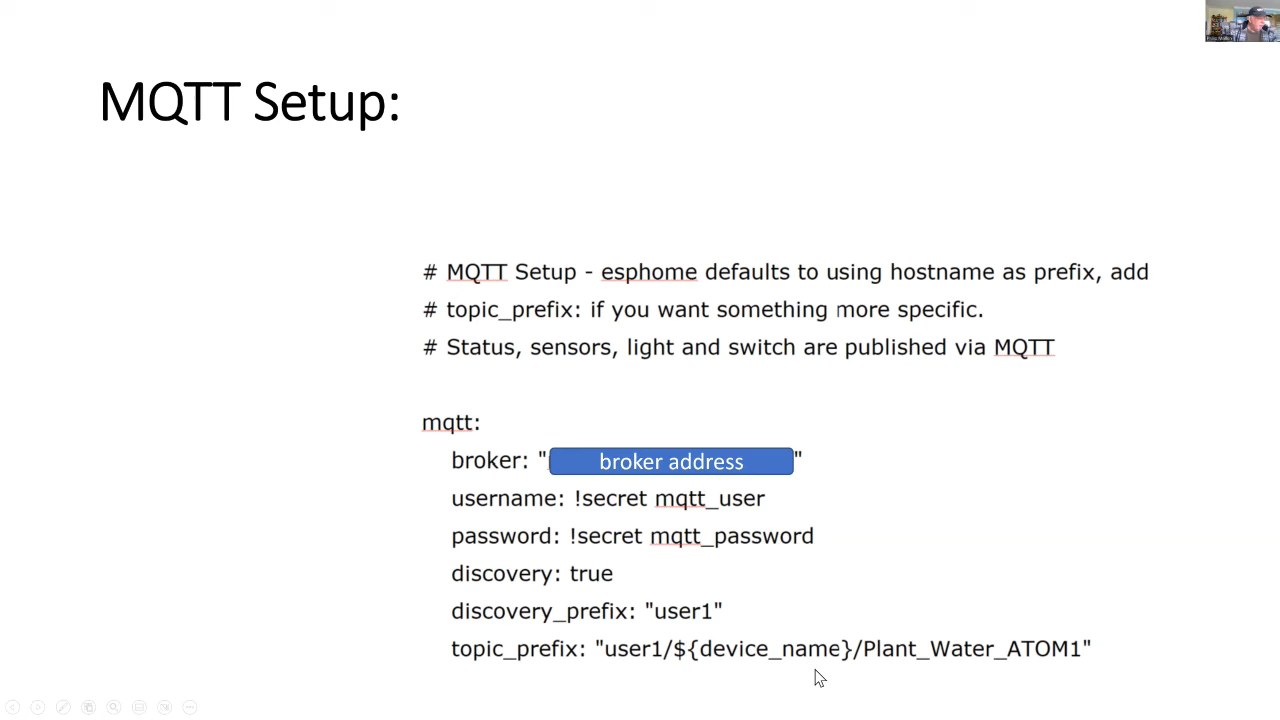 MQTT Setup:
# MQTT Setup - esphome defaults to using hostname as prefix, add
# topic_prefix: if you want something more specific.
# Status, sensors, light and switch are published via MQTT
mqtt:
broker: "broker address"
username: !secret mqtt_user
password: !secret mqtt_password
discovery: true
discovery_prefix: "user1"
topic_prefix: "user1/${device_name}/Plant_Water_ATOM1"